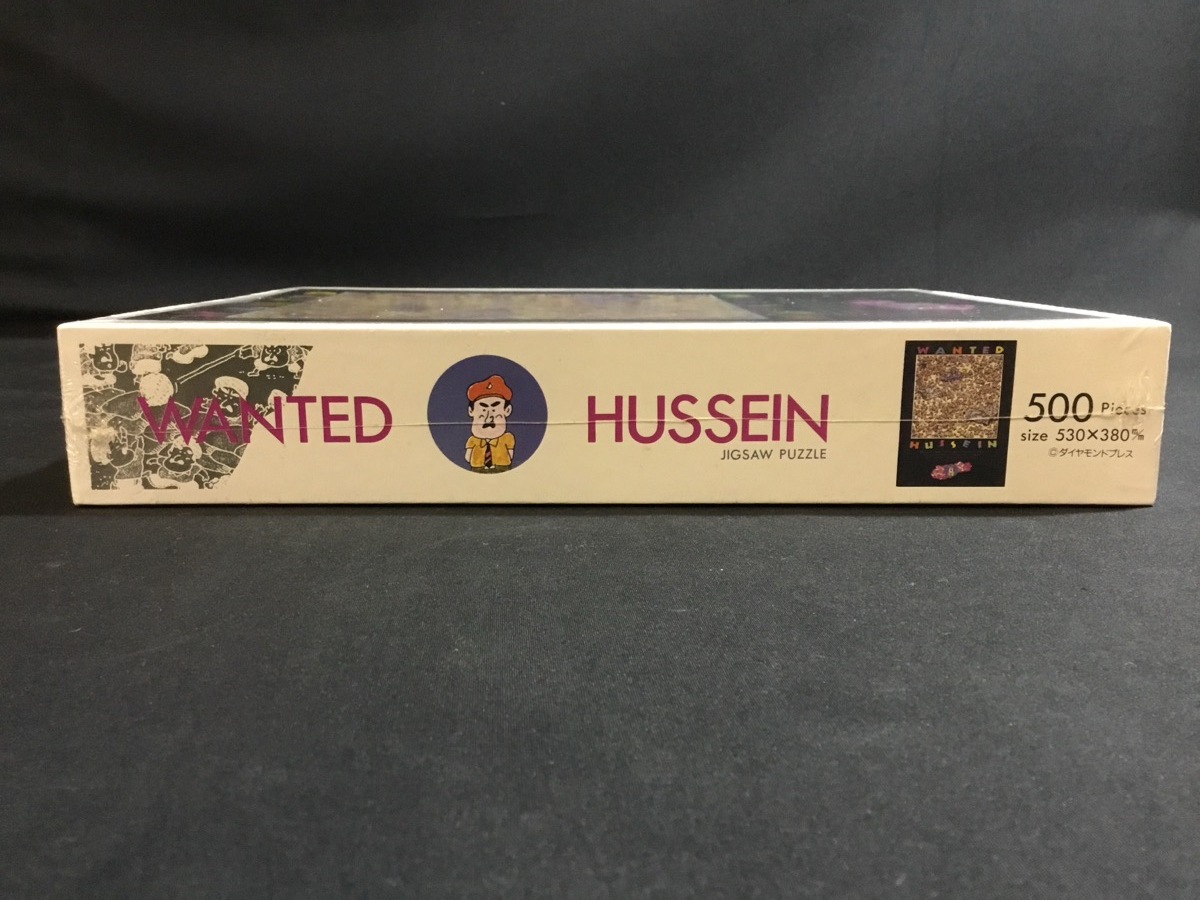 WANTED
HUSSEIN
JIGSAW PUZZLE
WANTED
HUSSEIN
500 Pieces
size 530×380㎜
©ダイヤモンドプレス